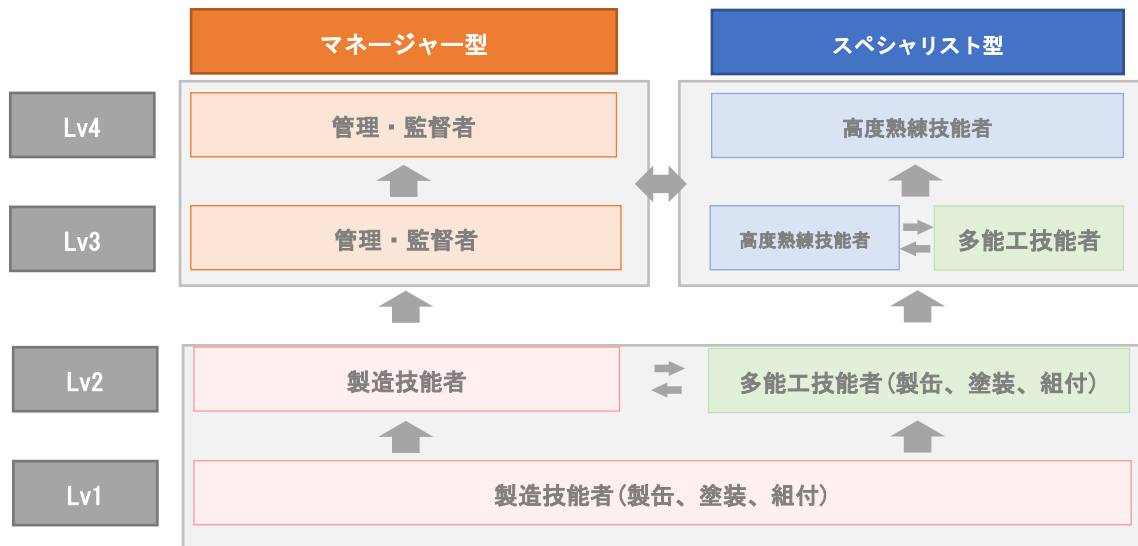 マネージャー型
スペシャリスト型
Lv4
管理・監督者
高度熟練技能者
Lv3
管理・監督者
高度熟練技能者
多能工技能者
Lv2
製造技能者
多能工技能者(製缶、塗装、組付)
Lv1
製造技能者(製缶、塗装、組付)